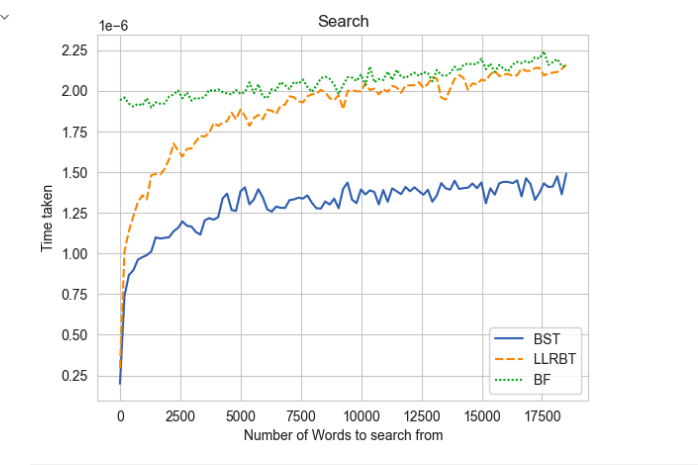 Search
1e−6
2.25
2.00
1.75
1.50
1.25
1.00
0.75
0.50
0.25
Time taken
0 2500 5000 7500 10000 12500 15000 17500
Number of Words to search from
BST
LLRBT
BF